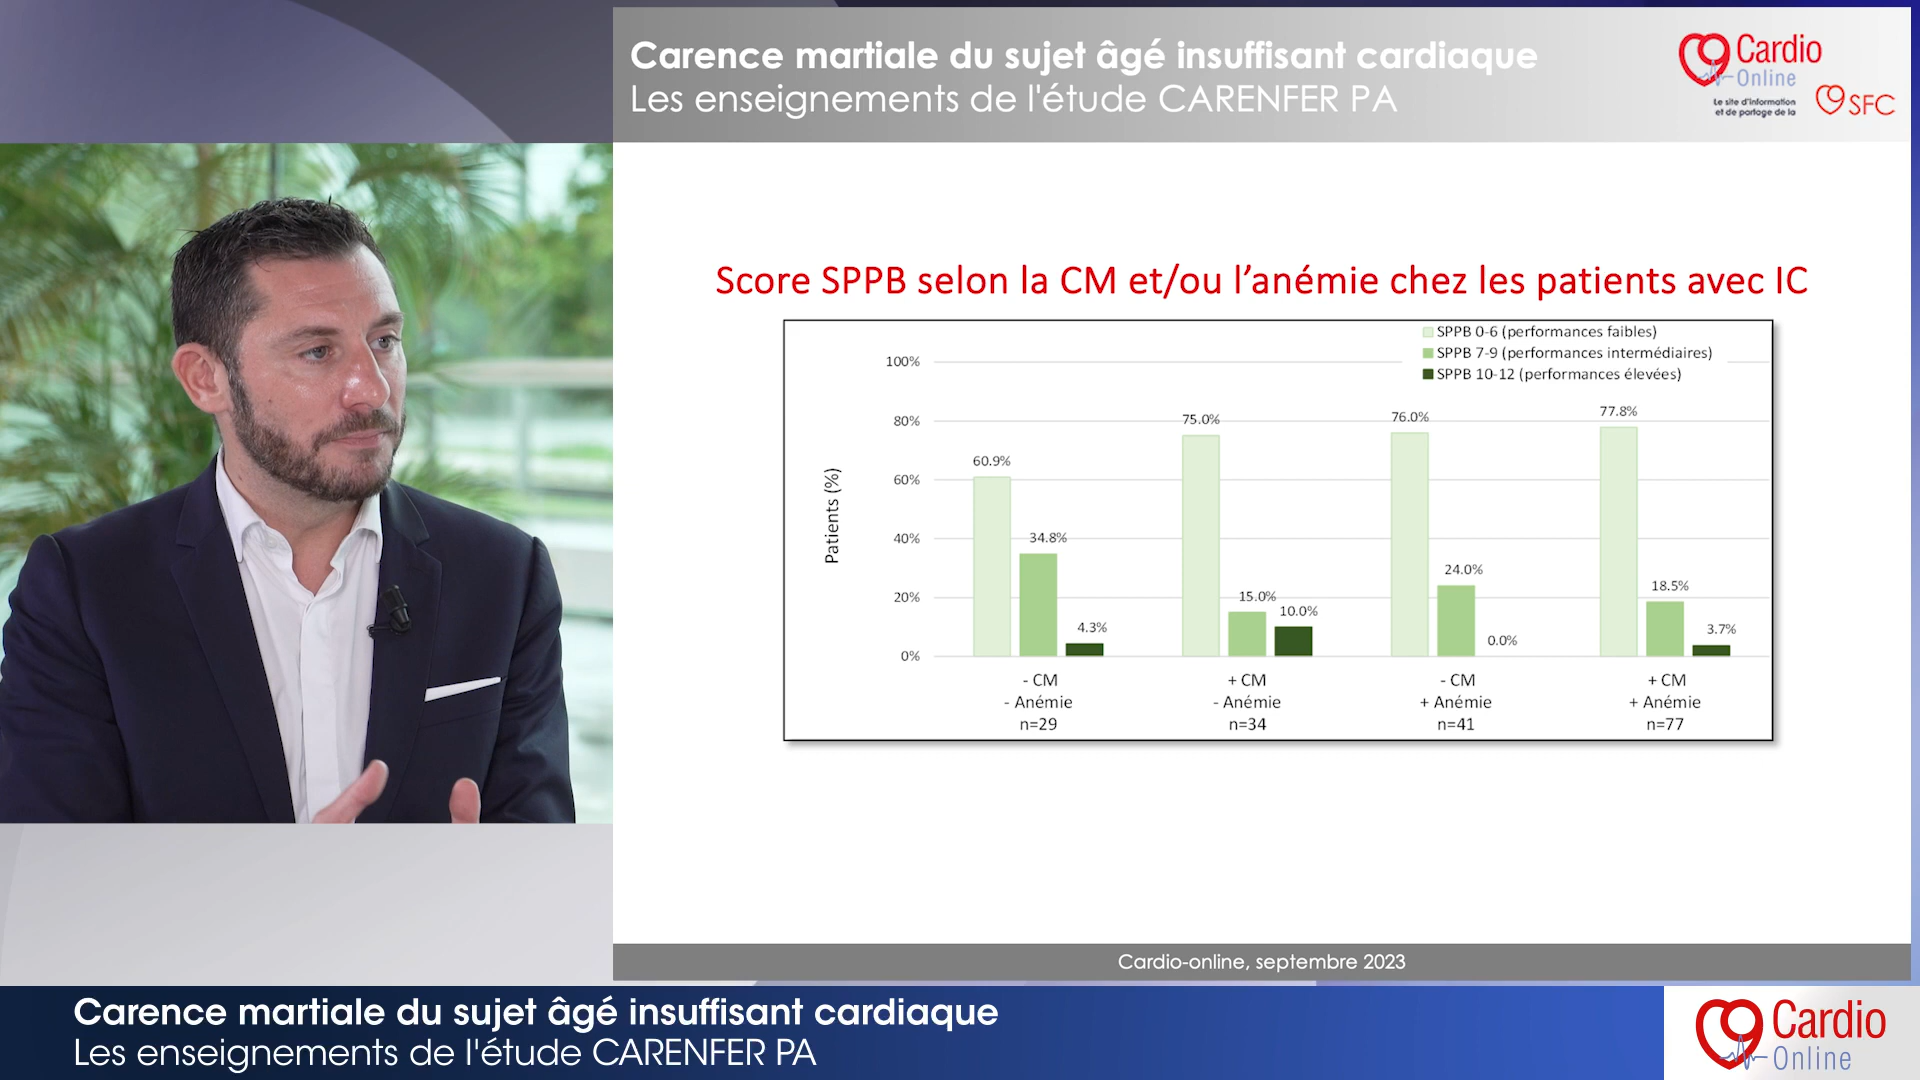 Carence martiale du sujet âgé insuffisant cardiaque
Les enseignements de l'étude CARENFER PA
Cardio
Online
Le site d'information
et de partage de la
SFC
Score SPPB selon la CM et/ou l’anémie chez les patients avec IC
SPPB 0-6 (performances faibles)
SPPB 7-9 (performances intermédiaires)
SPPB 10-12 (performances élevées)
Patients (%)
100%
80%
60%
40%
20%
0%
60.9%
34.8%
4.3%
75.0%
15.0%
10.0%
76.0%
24.0%
0.0%
77.8%
18.5%
3.7%
- CM
- Anémie
n=29
+ CM
- Anémie
n=34
- CM
+ Anémie
n=41
+ CM
+ Anémie
n=77
Cardio-online, septembre 2023
Carence martiale du sujet âgé insuffisant cardiaque
Les enseignements de l'étude CARENFER PA
Cardio
Online